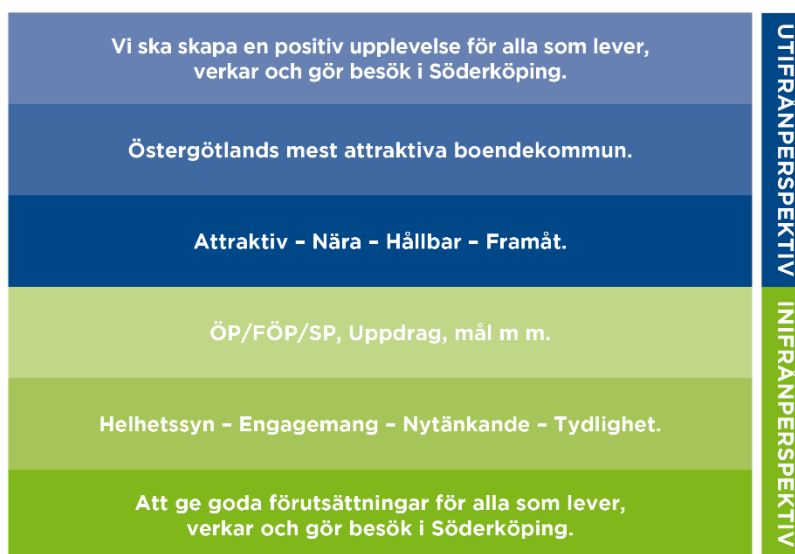 Vi ska skapa en positiv upplevelse för alla som lever,
verkar och gör besök i Söderköping.
Östergötlands mest attraktiva boendekommun.
Attraktiv – Nära – Hållbar – Framåt.
UTIFRÅNPERSPEKTIV
ÖP/FÖP/SP, Uppdrag, mål m m.
Helhetssyn – Engagemang – Nytänkande – Tydlighet.
Att ge goda förutsättningar för alla som lever,
verkar och gör besök i Söderköping.
INIFRÅNPERSPEKTIV